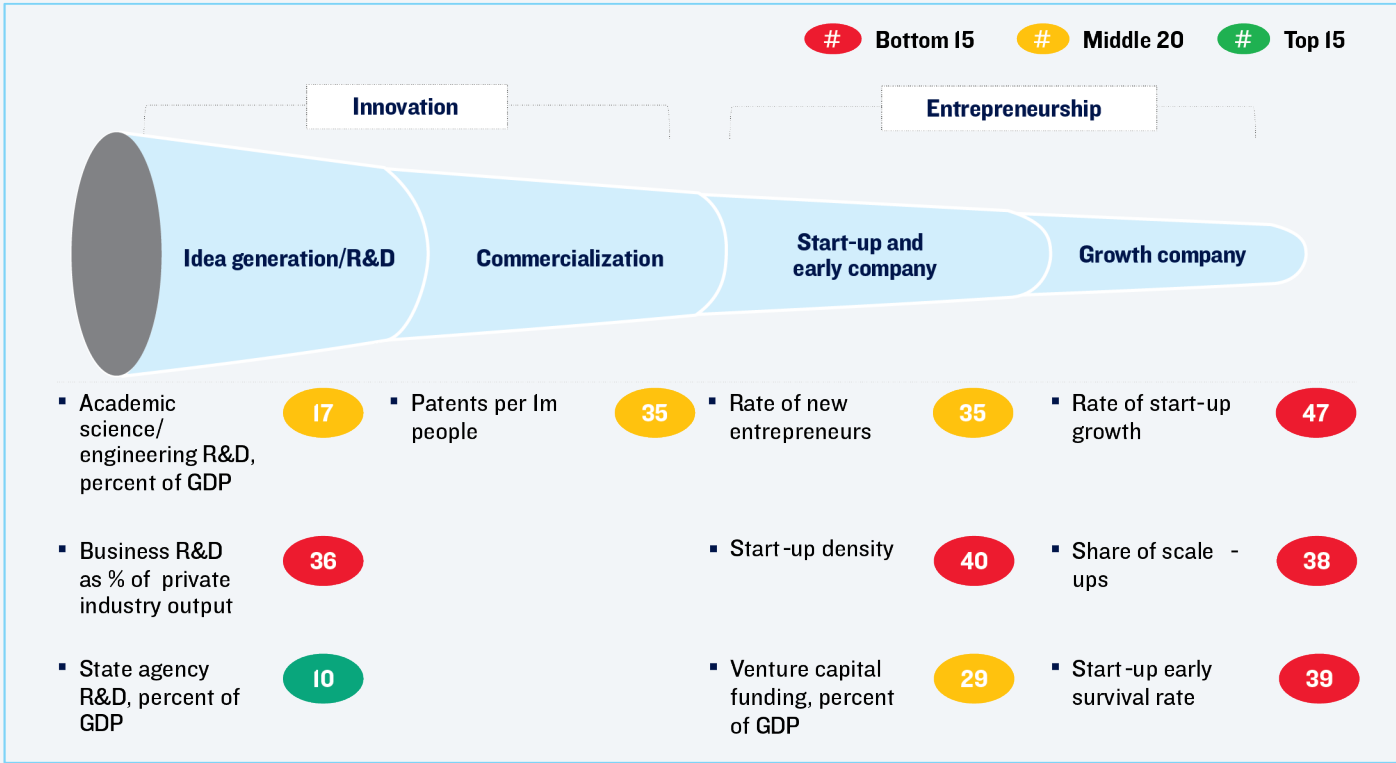 # Bottom 15
# Middle 20
# Top 15
Innovation
Entrepreneurship
Idea generation/R&D
Commercialization
Start-up and
early company
Growth company
▪ Academic
science/
engineering R&D,
percent of GDP
17
▪ Business R&D
as % of private
industry output
36
▪ State agency
R&D, percent of
GDP
10
▪ Patents per 1m
people
35
▪ Rate of new
entrepreneurs
35
▪ Start-up density
40
▪ Venture capital
funding, percent
of GDP
29
▪ Rate of start-up
growth
47
▪ Share of scale -
ups
38
▪ Start-up early
survival rate
39